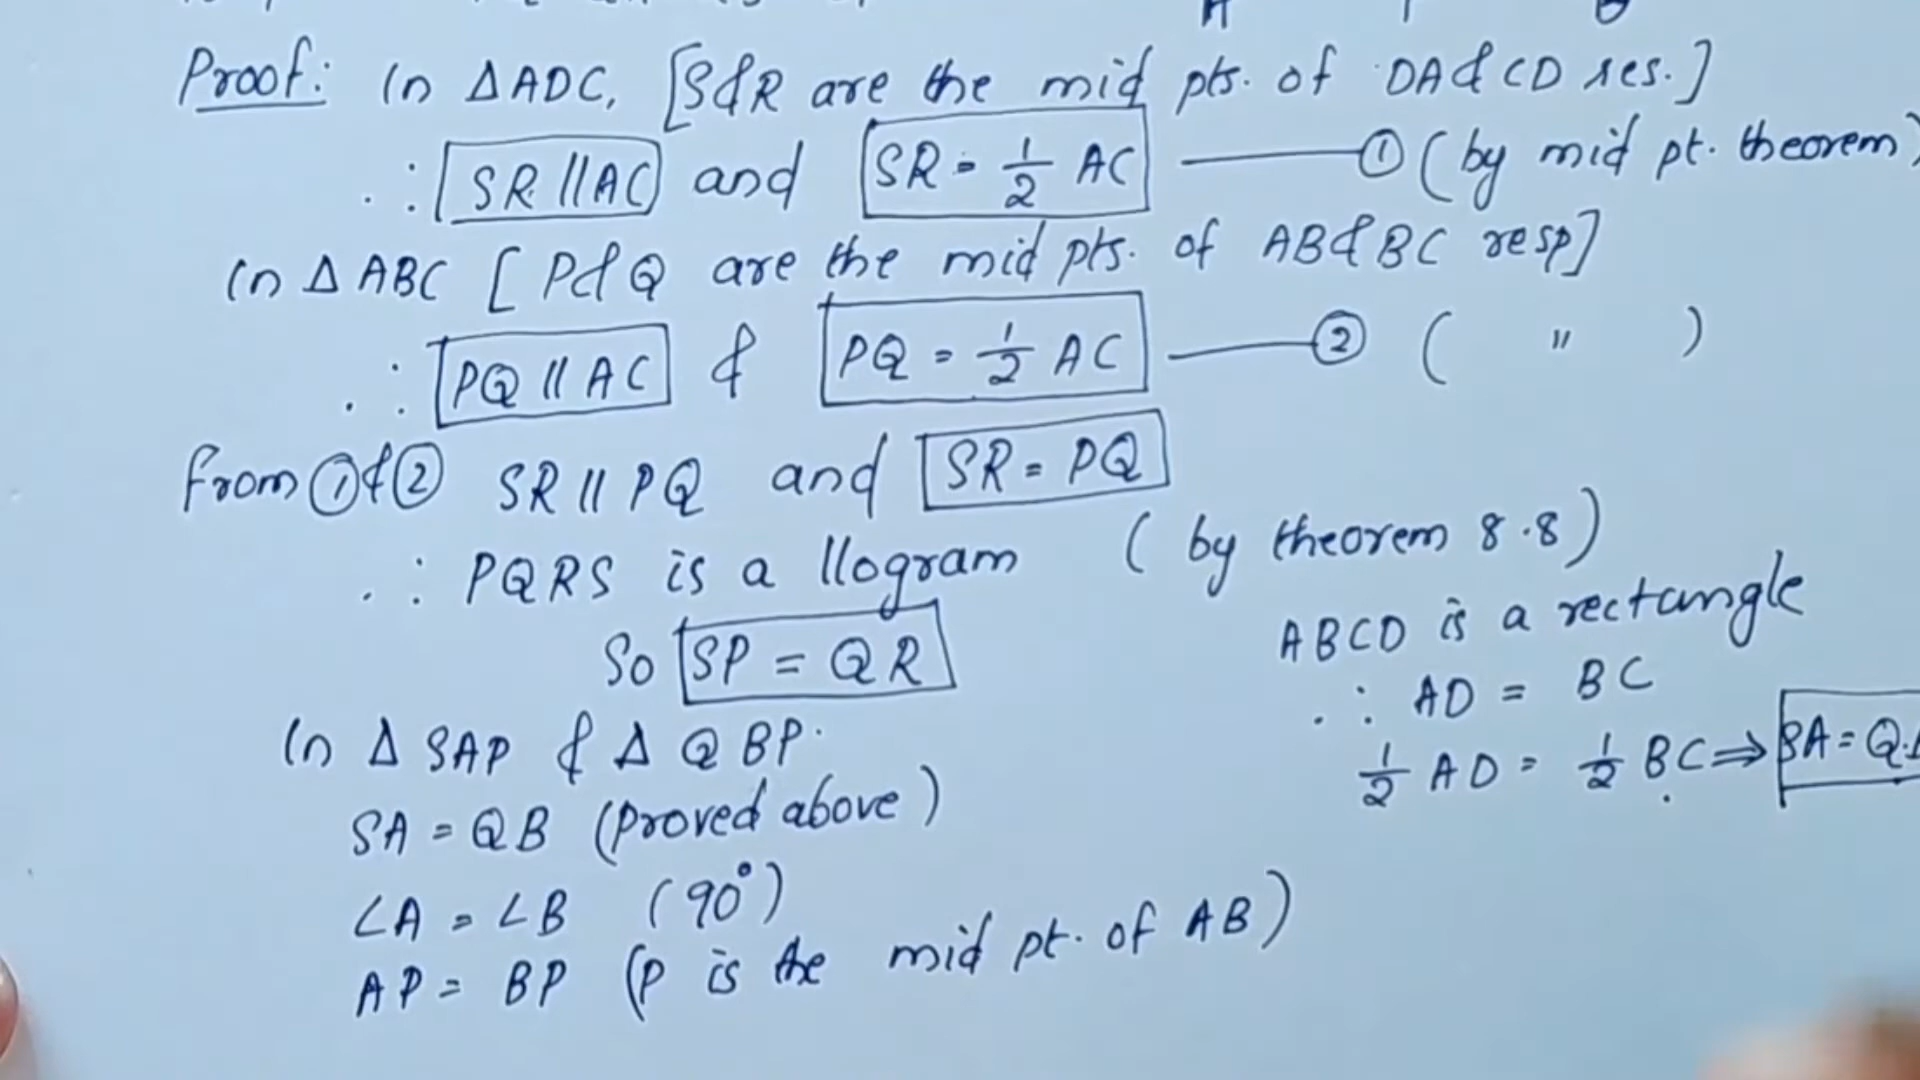 Proof: In ΔADC, [S&R are the mid pts. of DA&CD res.]
∴ SR ∥ AC and SR = 1/2 AC —— ① (by mid pt. theorem)
In ΔABC [P&Q are the mid pts. of AB&BC resp]
∴ PQ ∥ AC & PQ = 1/2 AC —— ② ( " )
from ①&② SR ∥ PQ and SR = PQ
∴ PQRS is a llogram (by theorem 8.8)
So SP = QR
ABCD is a rectangle
∴ AD = BC
1/2 AD = 1/2 BC ⇒ SA = Q
In Δ SAP & Δ QBP.
SA = QB (Proved above)
∠A = ∠B (90°)
AP = BP (P is the mid pt. of AB)